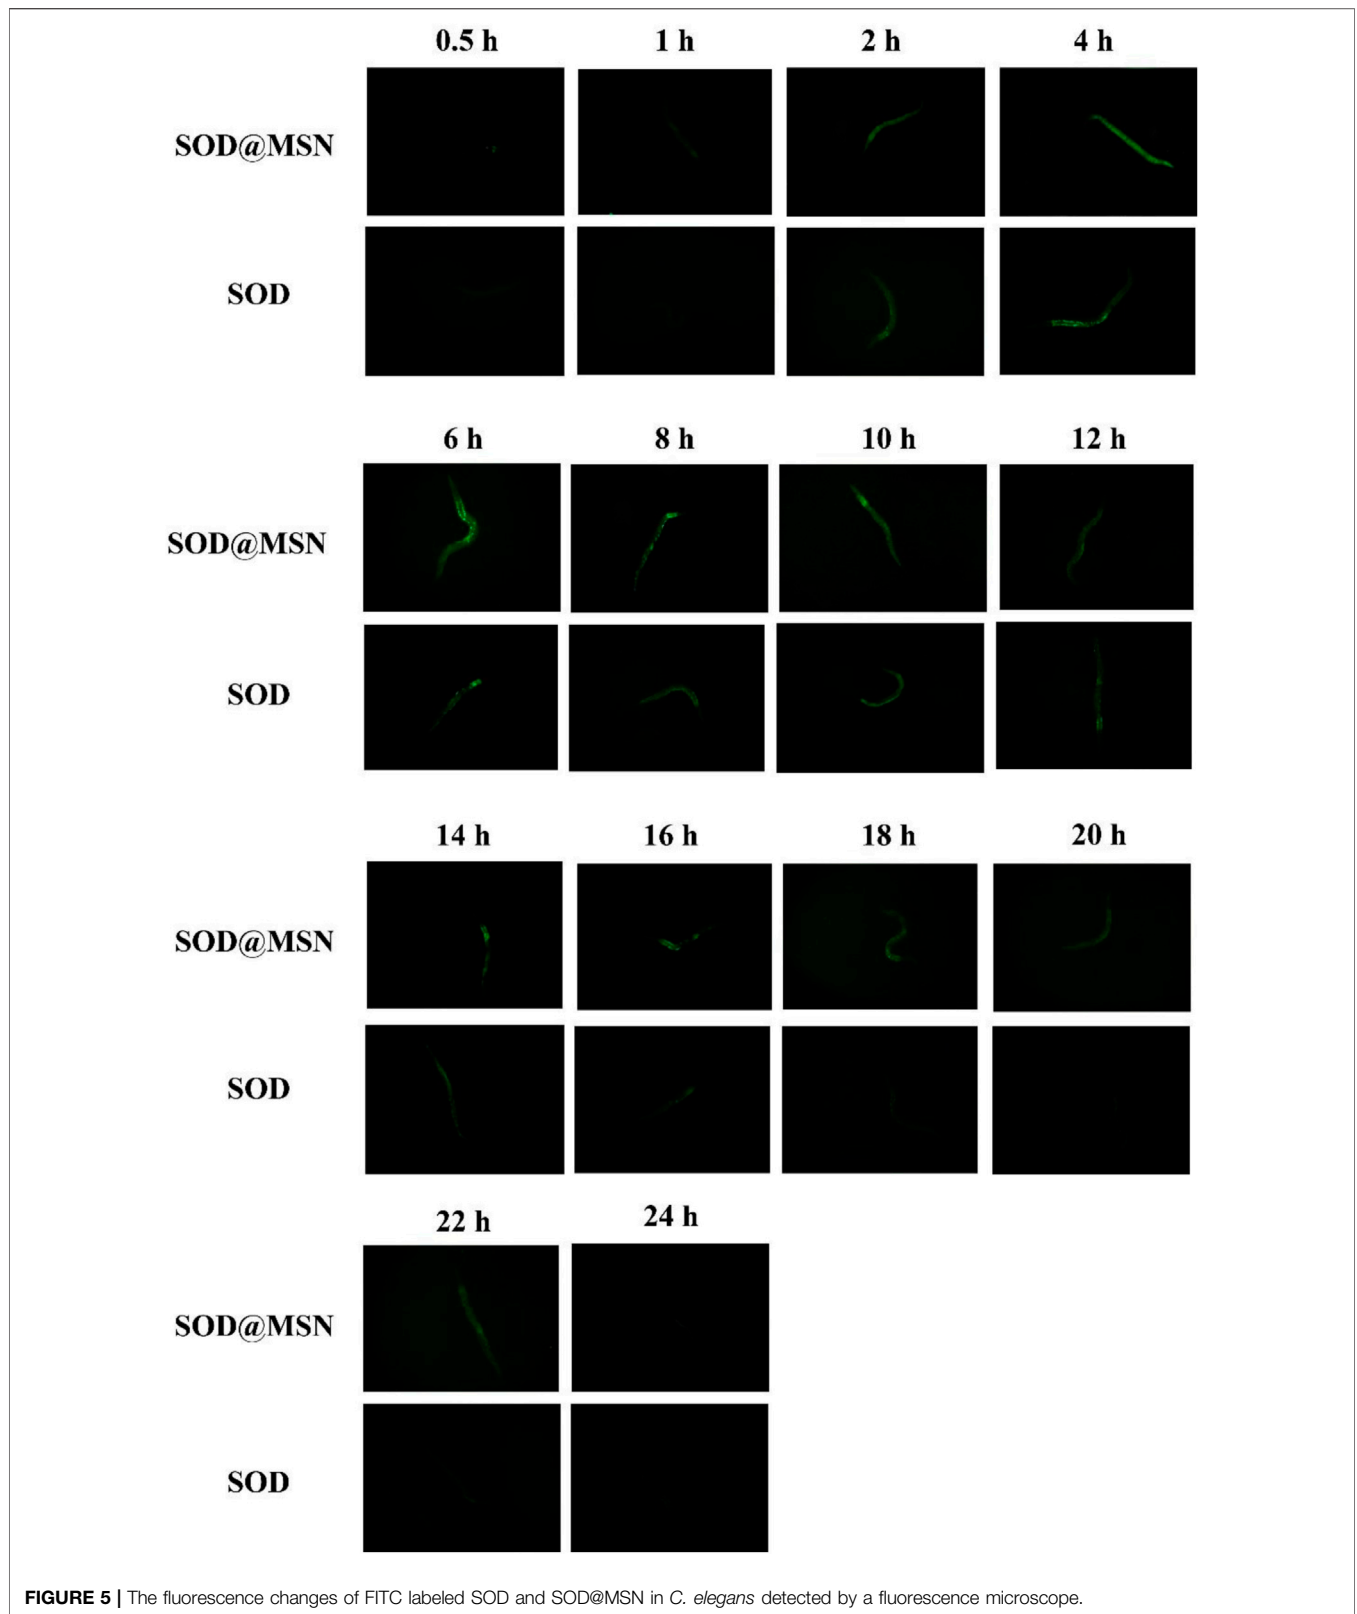 0.5 h 1 h 2 h 4 h
SOD@MSN
SOD
6 h 8 h 10 h 12 h
SOD@MSN
SOD
14 h 16 h 18 h 20 h
SOD@MSN
SOD
22 h 24 h
SOD@MSN
SOD
FIGURE 5 | The fluorescence changes of FITC labeled SOD and SOD@MSN in C. elegans detected by a fluorescence microscope.